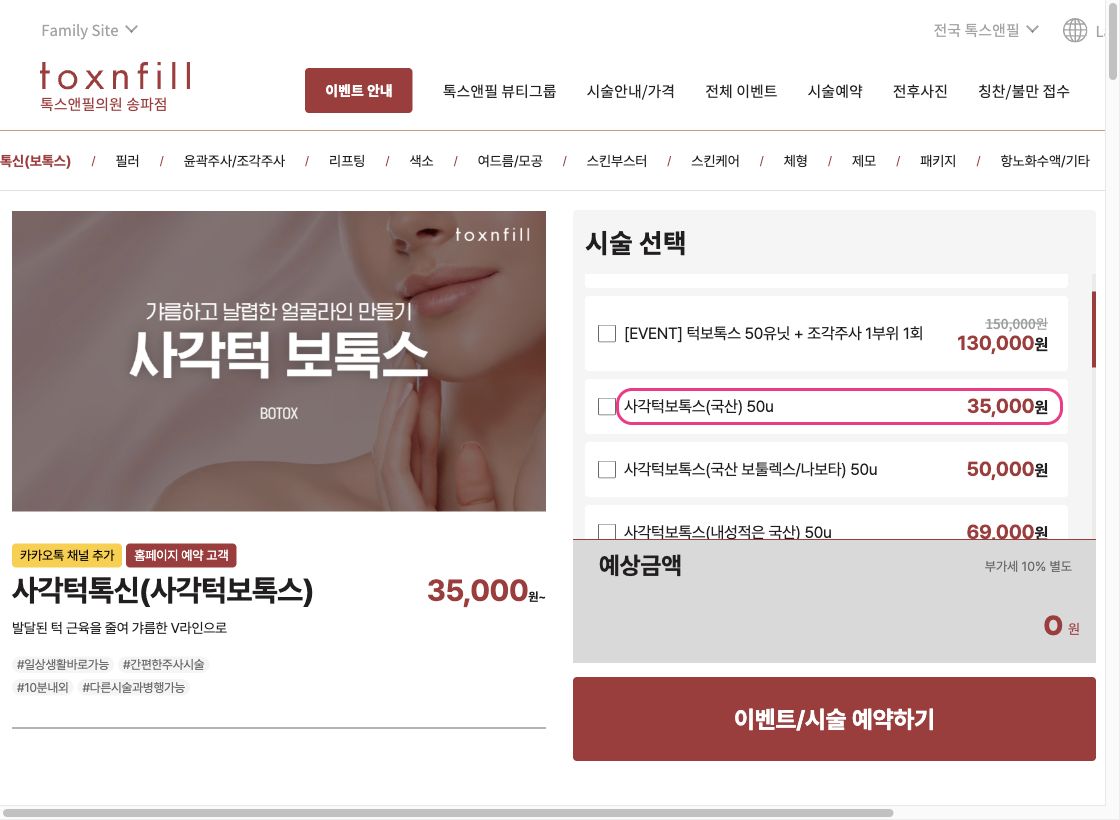 Family Site
전국 톡스앤필
toxnfill
톡스앤필의원 송파점
이벤트 안내
톡스앤필 뷰티그룹
시술안내/가격
전체 이벤트
시술예약
전후사진
칭찬/불만 접수
톡신(보톡스) / 필러 / 윤곽주사/조각주사 / 리프팅 / 색소 / 여드름/모공 / 스킨부스터 / 스킨케어 / 체형 / 제모 / 패키지 / 항노화수액/기타
toxnfill
갸름하고 날렵한 얼굴라인 만들기
사각턱 보톡스
BOTOX
카카오톡 채널 추가
홈페이지 예약 고객
사각턱톡신(사각턱보톡스)
35,000원~
발달된 턱 근육을 줄여 갸름한 V라인으로
#일상생활바로가능 #간편한주사시술
#10분내외 #다른시술과병행가능
시술 선택
[EVENT] 턱보톡스 50유닛 + 조각주사 1부위 1회
150,000원
130,000원
사각턱보톡스(국산) 50u
35,000원
사각턱보톡스(국산 보툴렉스/나보타) 50u
50,000원
사각턱보톡스(내성적은 국산) 50u
69,000원
예상금액
부가세 10% 별도
0 원
이벤트/시술 예약하기